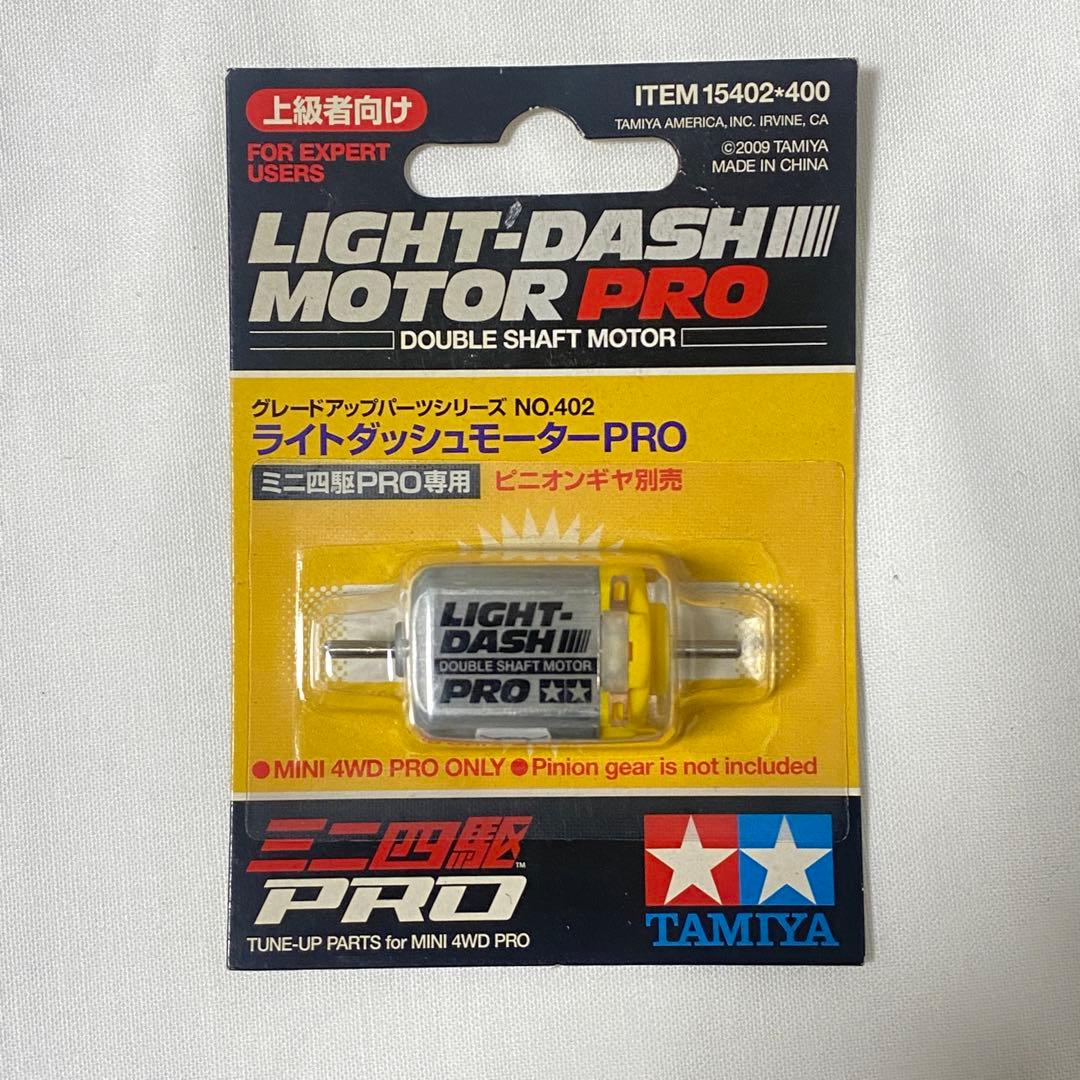 上級者向け
FOR EXPERT
USERS
ITEM 15402*400
TAMIYA AMERICA, INC. IRVINE, CA
©2009 TAMIYA
MADE IN CHINA
LIGHT-DASH
MOTOR PRO
DOUBLE SHAFT MOTOR
グレードアップパーツシリーズ NO.402
ライトダッシュモーターPRO
ミニ四駆PRO専用 ピニオンギヤ別売
LIGHT-
DASH
DOUBLE SHAFT MOTOR
PRO
●MINI 4WD PRO ONLY ●Pinion gear is not included
ミニ四駆™
PRO
TUNE-UP PARTS for MINI 4WD PRO
TAMIYA